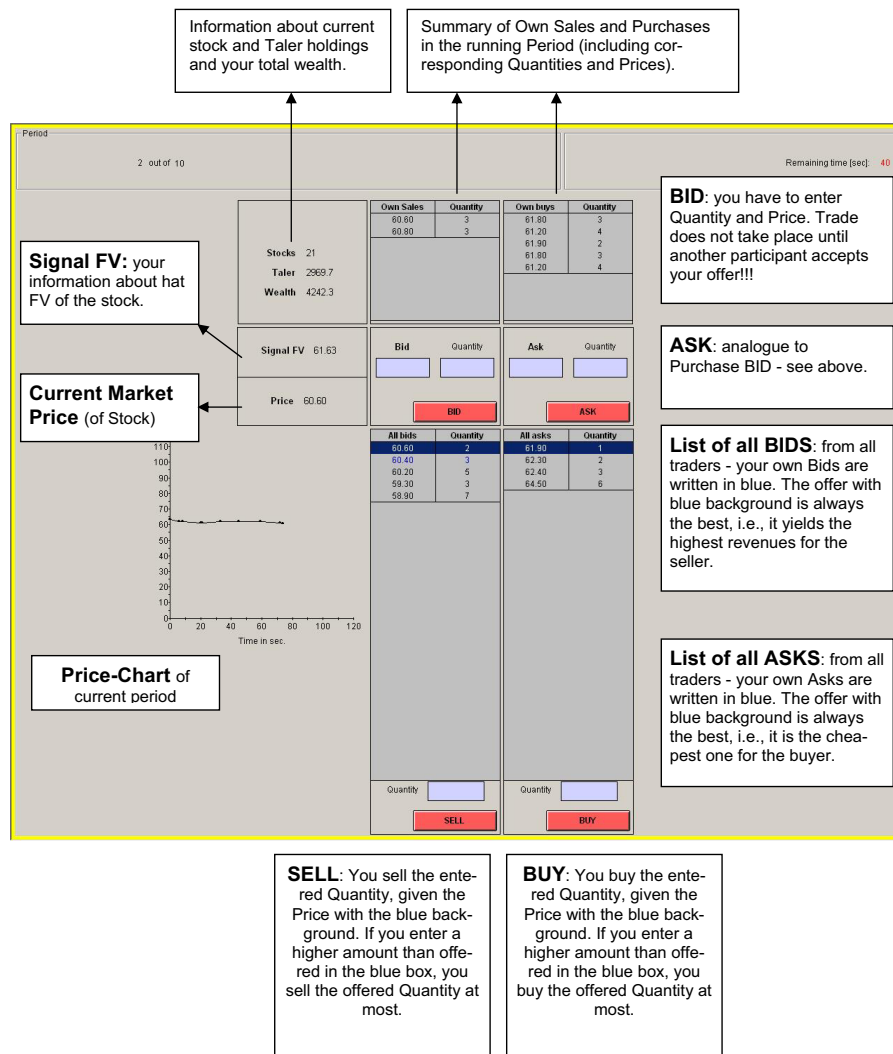 Information about current
stock and Taler holdings
and your total wealth.
Summary of Own Sales and Purchases
in the running Period (including cor-
responding Quantities and Prices).
Period
2 out of 10
Remaining time [sec]: 40
Own Sales Quantity
60.60 3
60.80 3
Own buys Quantity
61.80 3
61.20 4
61.90 2
61.80 3
61.20 4
Stocks 21
Taler 2969.7
Wealth 4242.3
Signal FV: your
information about hat
FV of the stock.
BID: you have to enter
Quantity and Price. Trade
does not take place until
another participant accepts
your offer!!!
Signal FV 61.63
Bid Quantity
Ask Quantity
ASK: analogue to
Purchase BID - see above.
Current Market
Price (of Stock)
Price 60.60
BID
ASK
All bids Quantity
60.60 2
60.40 3
60.20 5
59.30 3
58.90 7
All asks Quantity
61.90 1
62.30 2
62.40 3
64.50 6
List of all BIDS: from all
traders - your own Bids are
written in blue. The offer with
blue background is always
the best, i.e., it yields the
highest revenues for the
seller.
110
100
90
80
70
60
50
40
30
20
10
0
0 20 40 60 80 100 120
Time in sec.
Price-Chart of
current period
List of all ASKS: from all
traders - your own Asks are
written in blue. The offer with
blue background is always
the best, i.e., it is the chea-
pest one for the buyer.
Quantity
SELL
Quantity
BUY
SELL: You sell the ente-
red Quantity, given the
Price with the blue back-
ground. If you enter a
higher amount than offe-
red in the blue box, you
sell the offered Quantity at
most.
BUY: You buy the ente-
red Quantity, given the
Price with the blue back-
ground. If you enter a
higher amount than offe-
red in the blue box, you
buy the offered Quantity at
most.